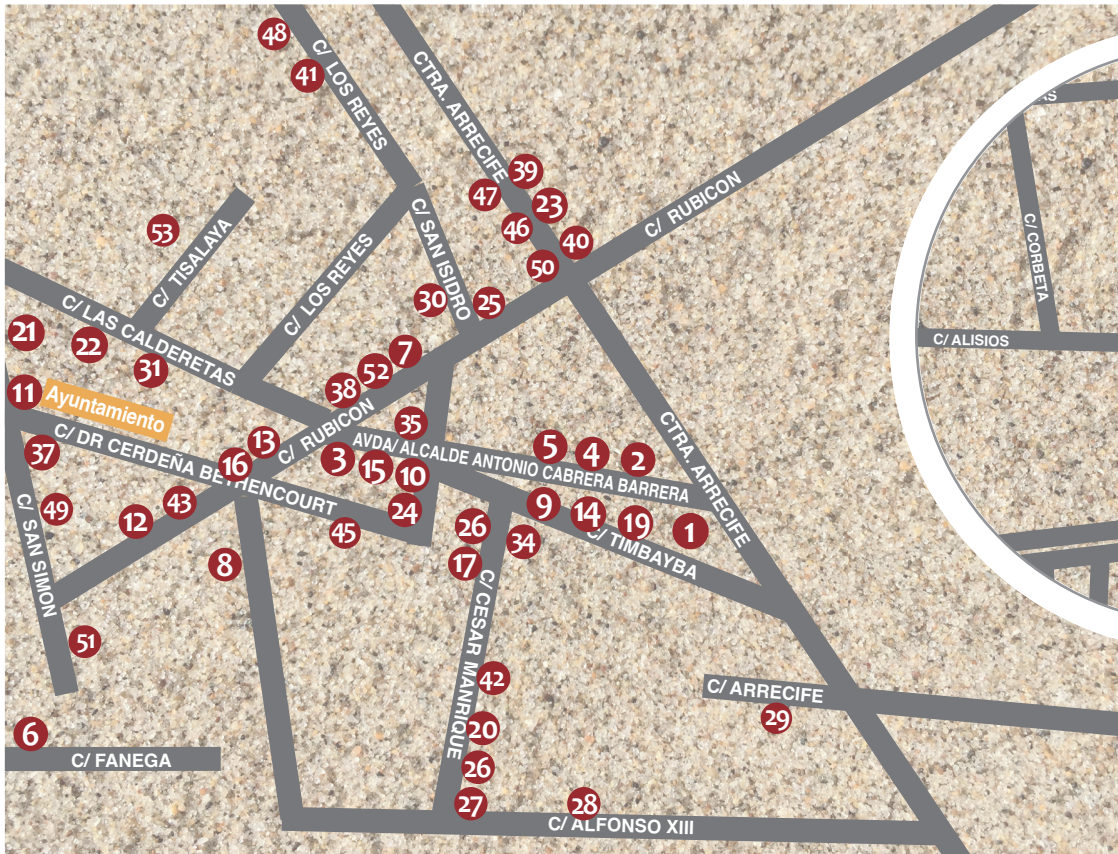 48
C/ LOS REYES
41
CTRA. ARRECIFE
39
47
23
46
40
50
C/ RUBICON
C/ CORBETA
C/ ALISIOS
53
C/ TISALAYA
C/ LOS REYES
C/ SAN ISIDRO
30
25
C/ LAS CALDERETAS
21
22
31
7
52
38
11
Ayuntamiento
C/ RUBICON
35
13
16
37
C/ DR CERDEÑA BETHENCOURT
3
15
10
AVDA/ ALCALDE ANTONIO CABRERA BARRERA
5
4
2
CTRA. ARRECIFE
49
C/ SAN SIMON
12
43
8
45
24
26
17
34
9
14
19
1
C/ TIMBAYBA
51
C/ CESAR MANRIQUE
42
20
26
27
C/ ARRECIFE
29
6
C/ FANEGA
28
C/ ALFONSO XIII